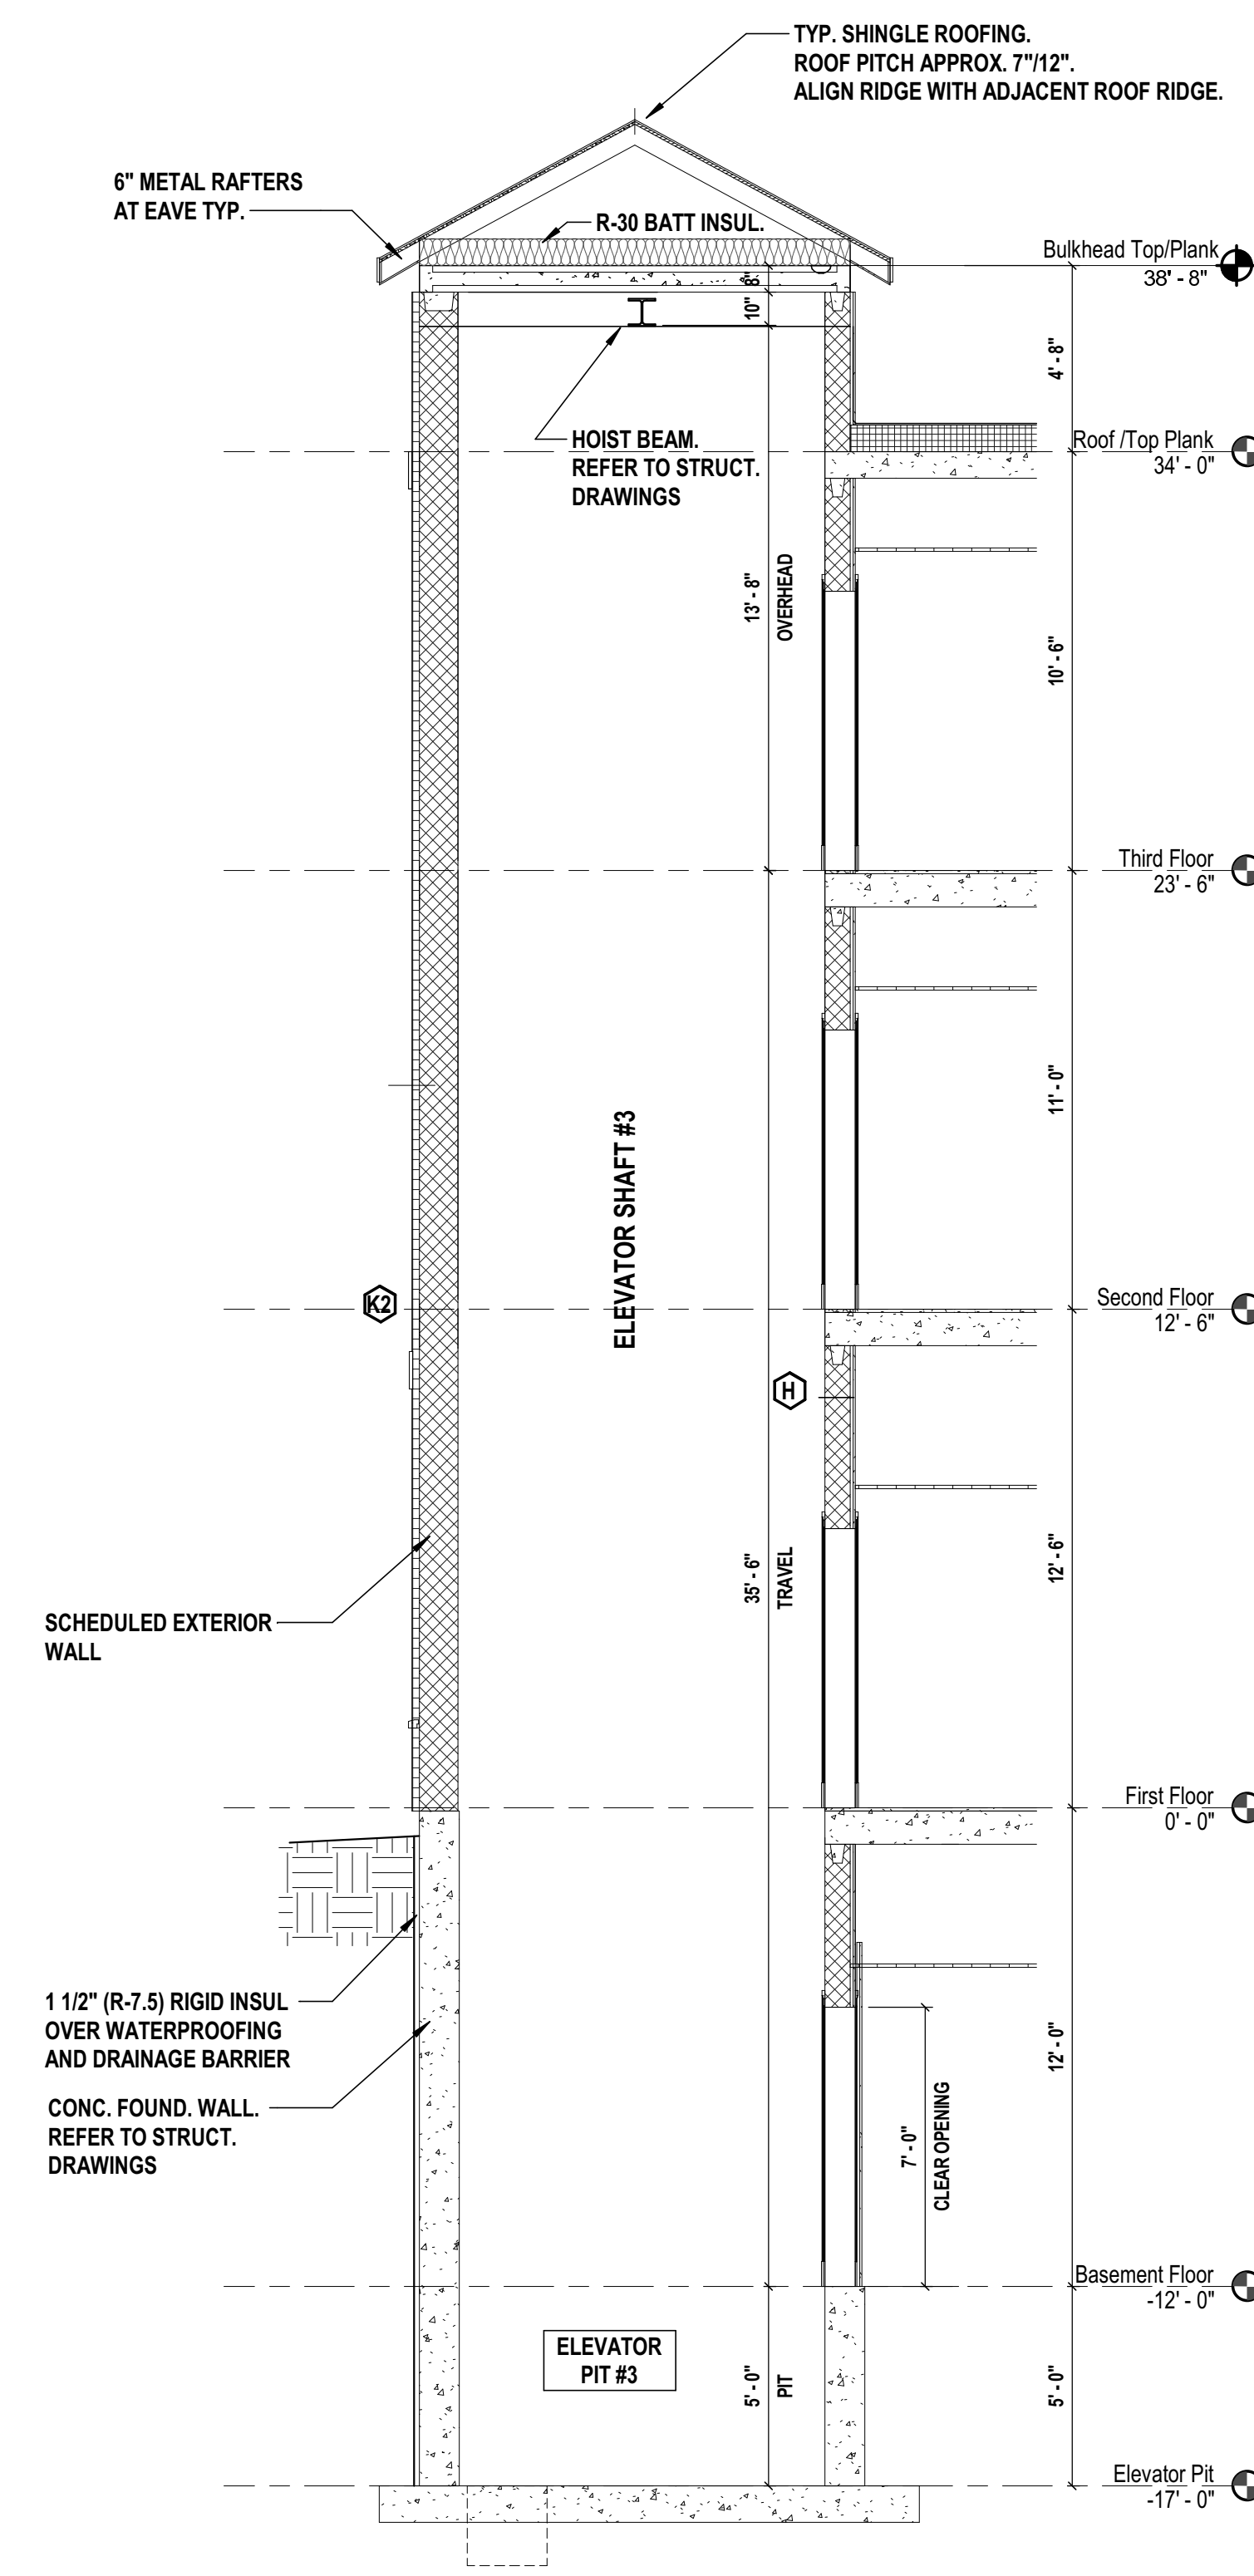 TYP. SHINGLE ROOFING.
ROOF PITCH APPROX. 7"/12".
ALIGN RIDGE WITH ADJACENT ROOF RIDGE.
6" METAL RAFTERS
AT EAVE TYP.
R-30 BATT INSUL.
Bulkhead Top/Plank
38' - 8"
8"
10"
4' - 8"
HOIST BEAM.
REFER TO STRUCT.
DRAWINGS
Roof /Top Plank
34' - 0"
13' - 8"
OVERHEAD
10' - 6"
Third Floor
23' - 6"
11' - 0"
ELEVATOR SHAFT #3
K2
Second Floor
12' - 6"
H
35' - 6"
TRAVEL
12' - 6"
SCHEDULED EXTERIOR
WALL
First Floor
0' - 0"
1 1/2" (R-7.5) RIGID INSUL
OVER WATERPROOFING
AND DRAINAGE BARRIER
CONC. FOUND. WALL.
REFER TO STRUCT.
DRAWINGS
7' - 0"
CLEAR OPENING
12' - 0"
Basement Floor
-12' - 0"
ELEVATOR
PIT #3
5' - 0"
PIT
5' - 0"
Elevator Pit
-17' - 0"